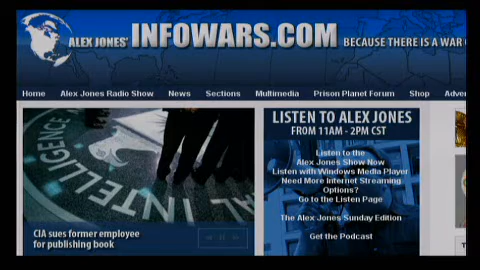 ALEX JONES' INFOWARS.COM BECAUSE THERE IS A WAR
Home Alex Jones Radio Show News Sections Multimedia Prison Planet Forum Shop
LISTEN TO ALEX JONES
FROM 11AM - 2PM CST
Listen to the
Alex Jones Show Now
Listen with Windows Media Player
Need More Internet Streaming
Options?
Go to the Listen Page
The Alex Jones Sunday Edition
Get the Podcast
AL INTELLIGENCE
CIA sues former employee
for publishing book